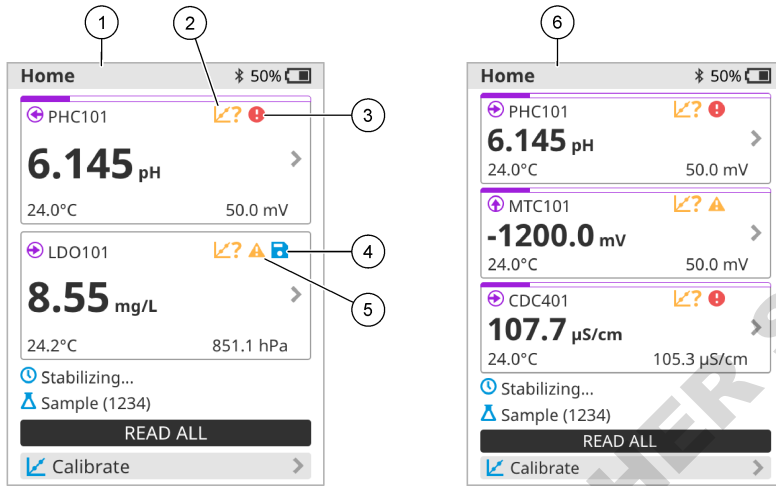 1
2
6
Home 50%
PHC101 ?
3
6.145 pH
24.0°C 50.0 mV
LDO101 ?
4
8.55 mg/L
5
24.2°C 851.1 hPa
Stabilizing...
Sample (1234)
READ ALL
Calibrate
Home 50%
PHC101 ?
6.145 pH
24.0°C 50.0 mV
MTC101 ?
-1200.0 mV
24.0°C 50.0 mV
CDC401 ?
107.7 µS/cm
24.0°C 105.3 µS/cm
Stabilizing...
Sample (1234)
READ ALL
Calibrate
HER S